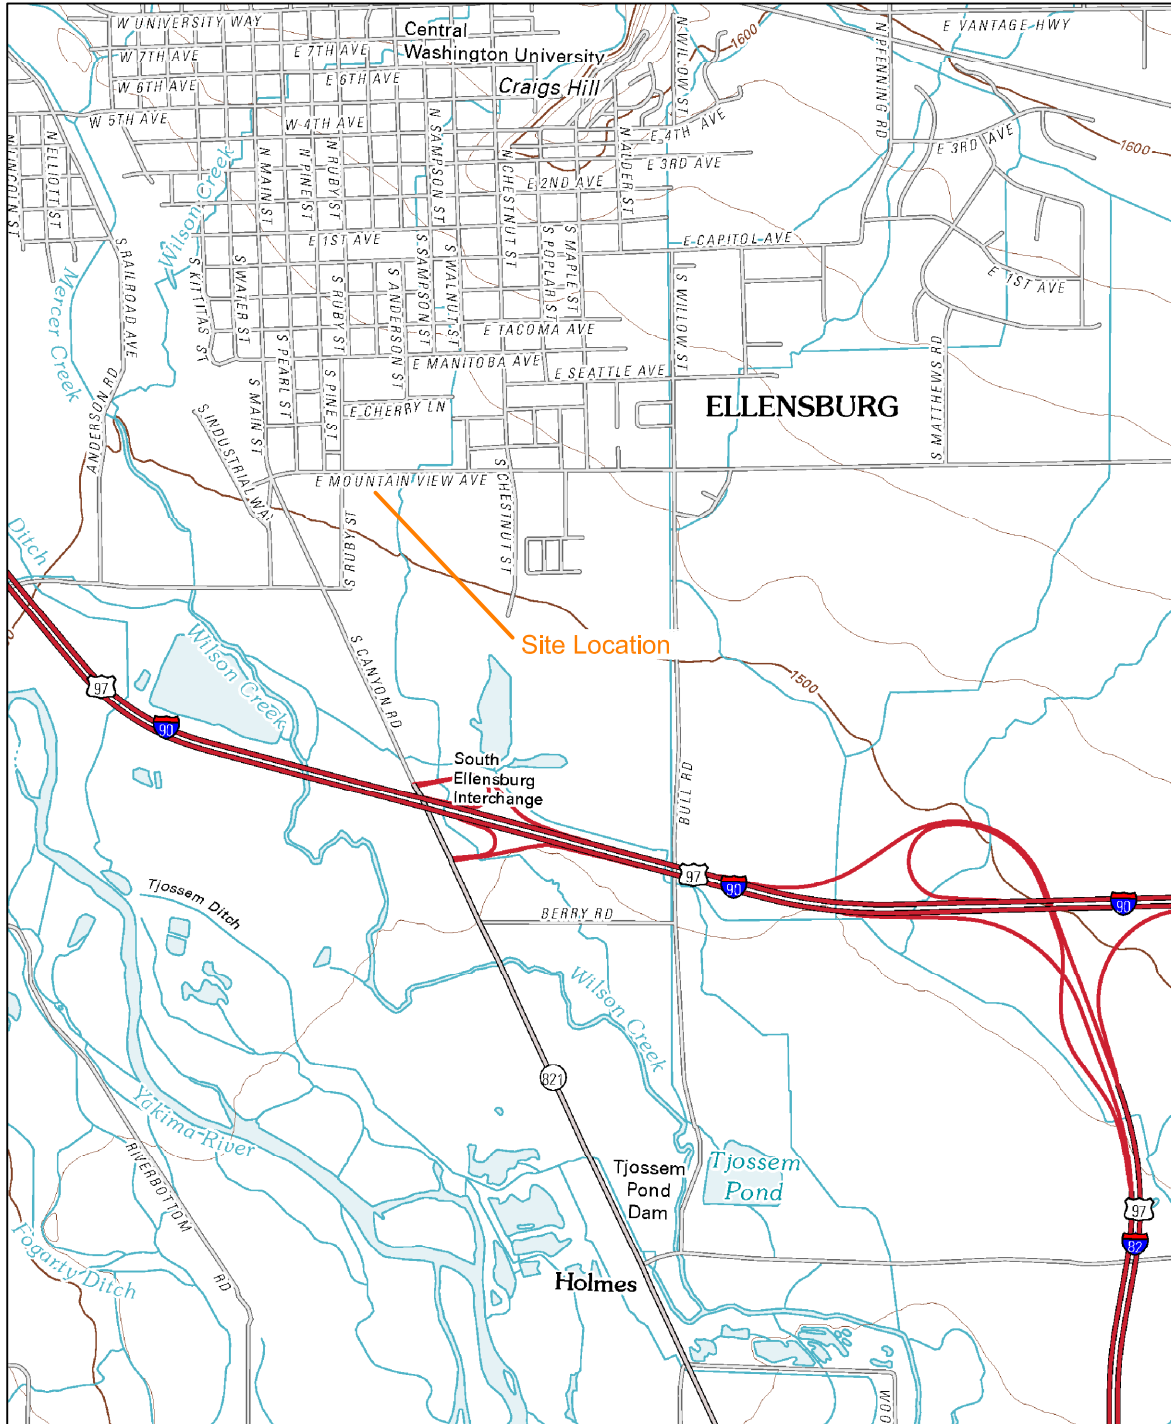 W UNIVERSITY WAY
E VANTAGE HWY
Central
Washington University
Craigs Hill
W 7TH AVE
E 7TH AVE
W 6TH AVE
E 6TH AVE
W 5TH AVE
W 4TH AVE
E 4TH AVE
E 3RD AVE
E 3RD AVE
E 2ND AVE
E 1ST AVE
E 1ST AVE
E CAPITOL AVE
N WILLOW ST
N PFENNING RD
1600
1600
N LINCOLN ST
N ELLIOTT ST
N MAIN ST
N PINE ST
N RUBY ST
N SAMPSON ST
N CHESTNUT ST
N ALDER ST
Wilson Creek
Mercer Creek
S RAILROAD AVE
S KITTITAS ST
S WATER ST
S RUBY ST
S ANDERSON ST
S SAMPSON ST
S WALNUT ST
S POPLAR ST
S MAPLE ST
S WILLOW ST
E TACOMA AVE
E MANITOBA AVE
E SEATTLE AVE
S PEARL ST
S MAIN ST
S PINE ST
E CHERRY LN
ELLENSBURG
S MATHEWS RD
ANDERSON RD
S INDUSTRIAL WAY
E MOUNTAIN VIEW AVE
S CHESTNUT ST
S RUBY ST
Ditch
Site Location
Wilson Creek
S CANYON RD
1500
97
90
South
Ellensburg
Interchange
BULL RD
97
90
90
Tjossem Ditch
BERRY RD
Wilson Creek
821
Yakima River
RIVERBOTTOM
RD
Fogarty Ditch
Tjossem
Pond
Dam
Tjossem
Pond
97
82
Holmes
WOO